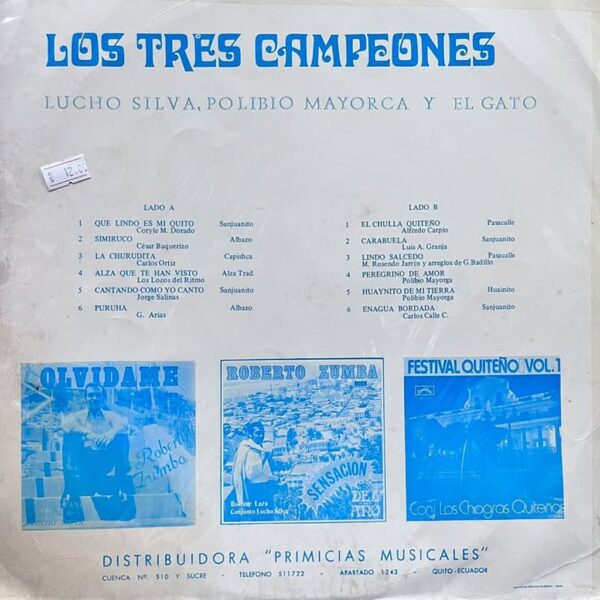 LOS TRES CAMPEONES
LUCHO SILVA, POLIBIO MAYORCA Y EL GATO
12.00
LADO A
1 QUE LINDO ES MI QUITO Sanjuanito
Coryle M. Dorado
2 SIMIRUCO Albazo
César Baquerizo
3 LA CHURUDITA Capishca
Carlos Ortiz
4 ALZA QUE TE HAN VISTO Alza Trad.
Los Locos del Ritmo
5 CANTANDO COMO YO CANTO Sanjuanito
Jorge Salinas
6 PURUHA Albazo
G. Arias
LADO B
1 EL CHULLA QUITEÑO Pasacalle
Alfredo Carpio
2 CARABUELA Sanjuanito
Luis A. Granja
3 LINDO SALCEDO Pasacalle
M. Rosendo Jarrín y arreglos de G. Badillo
4 PEREGRINO DE AMOR
Polibio Mayorga
5 HUAYNITO DE MI TIERRA Huainito
Polibio Mayorga
6 ENAGUA BORDADA Sanjuanito
Carlos Calle C.
OLVIDAME
Roberto
Zumba
ROBERTO ZUMBA
SENSACION
DEL
AÑO
Bolívar Lara
Conjunto Lucho Silva
FESTIVAL QUITEÑO VOL.1
Conj. Los Chagras Quiteños
DISTRIBUIDORA "PRIMICIAS MUSICALES"
CUENCA Nº. 510 Y SUCRE - TELEFONO 511722 - APARTADO 1243 - QUITO-ECUADOR